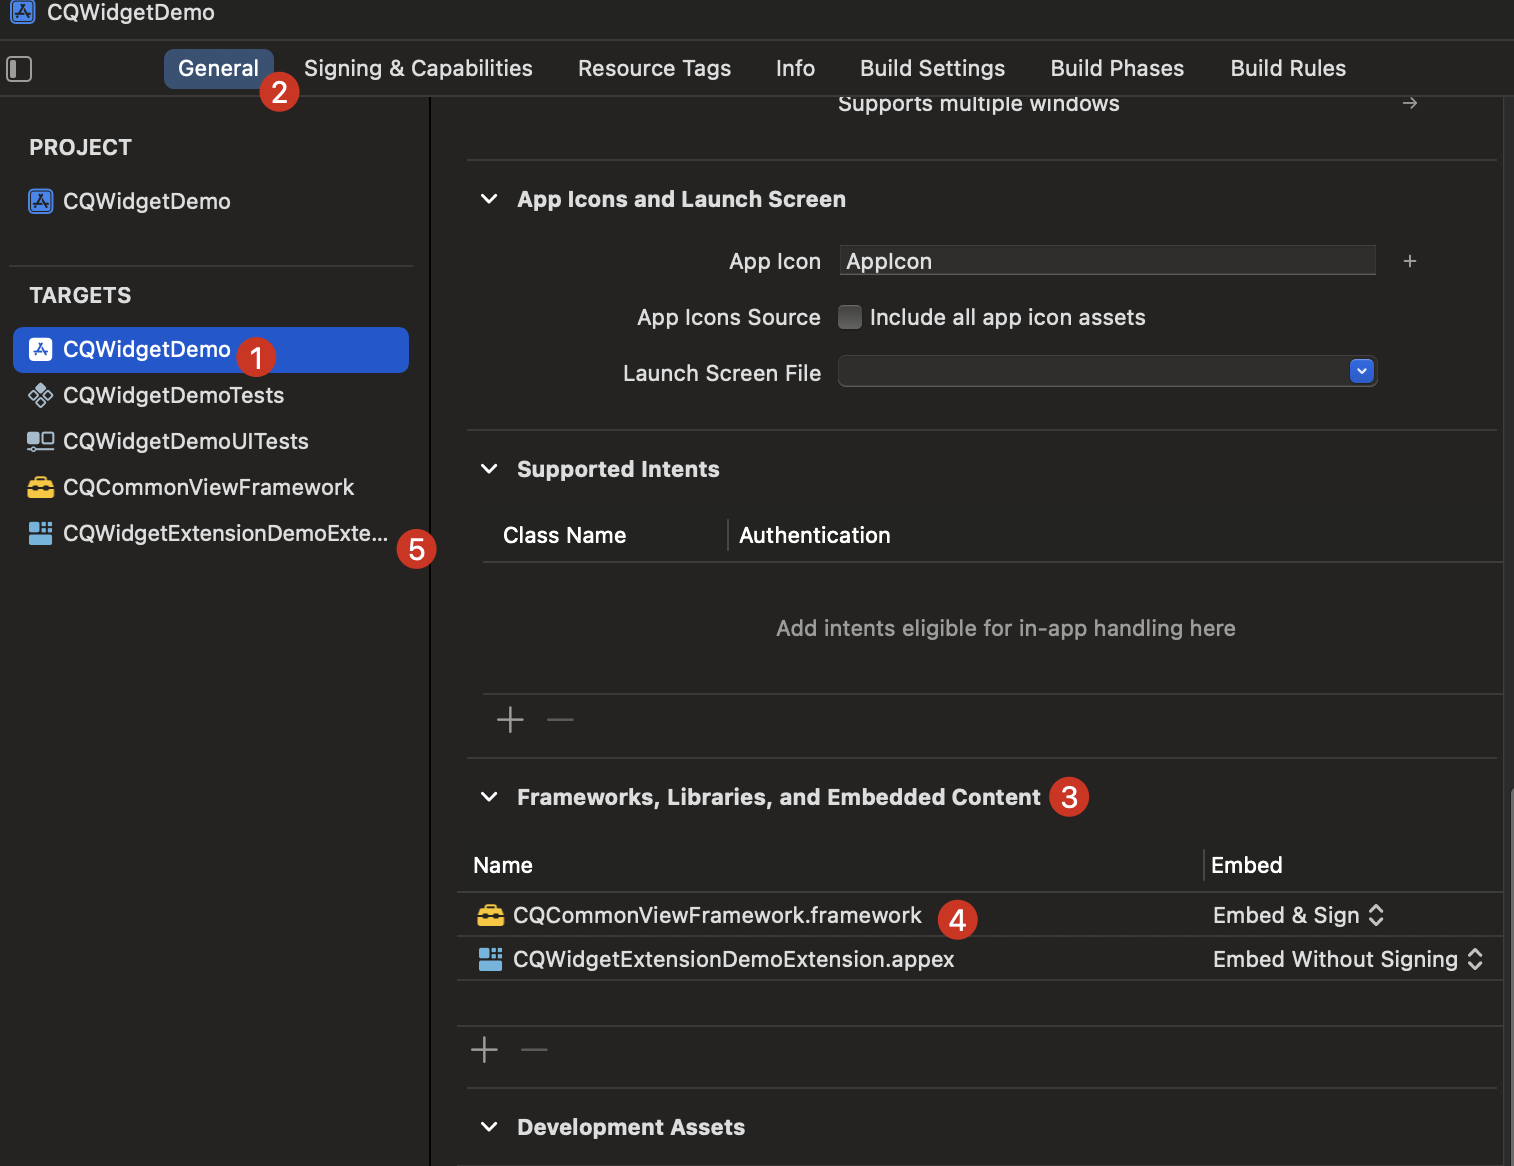 CQWidgetDemo
General
Signing & Capabilities
Resource Tags
Info
Build Settings
Build Phases
Build Rules
2
PROJECT
CQWidgetDemo
TARGETS
CQWidgetDemo
1
CQWidgetDemoTests
CQWidgetDemoUITests
CQCommonViewFramework
CQWidgetExtensionDemoExte...
5
Supports multiple windows
App Icons and Launch Screen
App Icon
AppIcon
App Icons Source
Include all app icon assets
Launch Screen File
Supported Intents
Class Name
Authentication
Add intents eligible for in-app handling here
Frameworks, Libraries, and Embedded Content
3
Name
Embed
CQCommonViewFramework.framework
4
Embed & Sign
CQWidgetExtensionDemoExtension.appex
Embed Without Signing
Development Assets